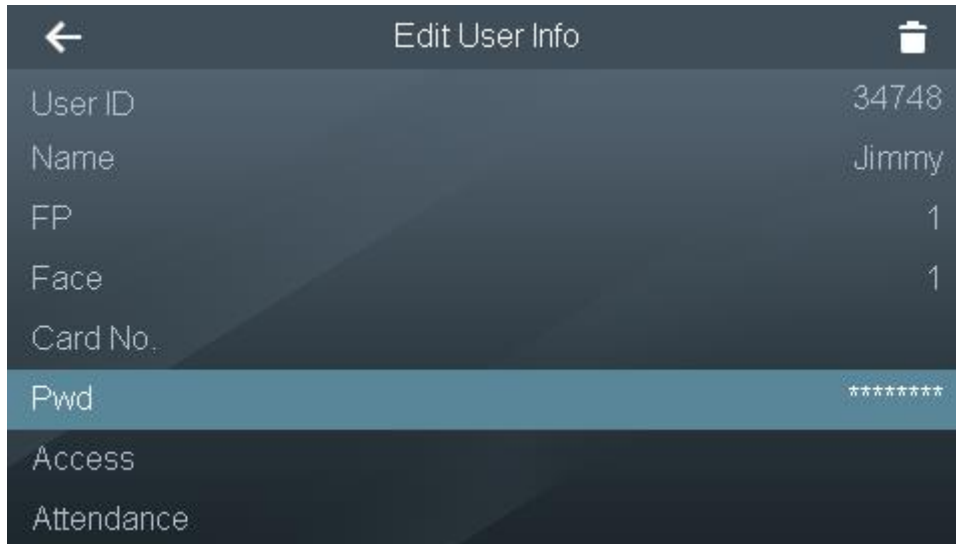 Edit User Info
User ID 34748
Name Jimmy
FP 1
Face 1
Card No.
Pwd ********
Access
Attendance